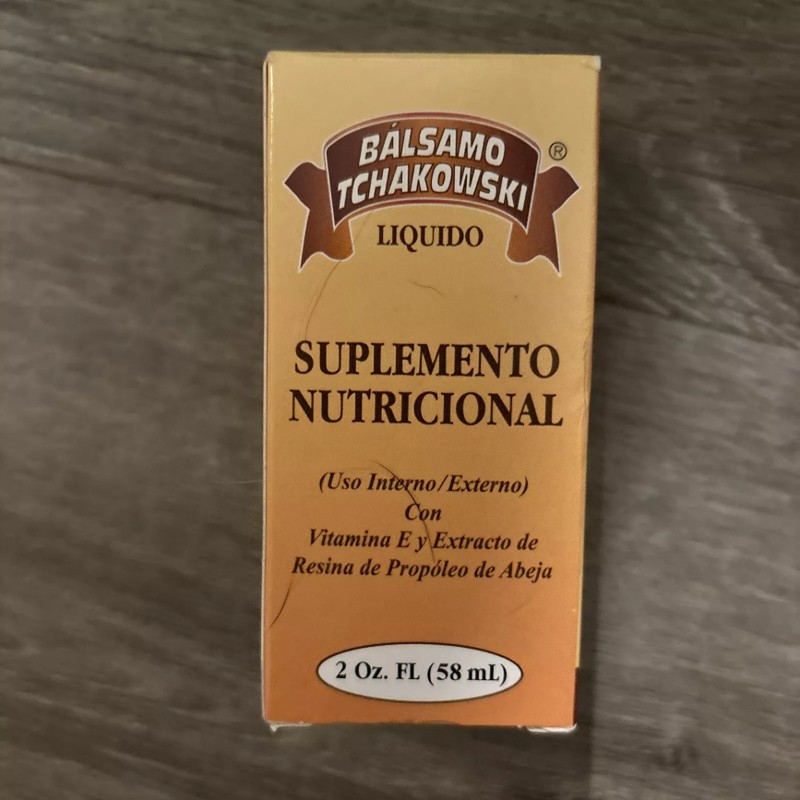 BÁLSAMO
TCHAKOWSKI ®
LIQUIDO
SUPLEMENTO
NUTRICIONAL
(Uso Interno/Externo)
Con
Vitamina E y Extracto de
Resina de Propóleo de Abeja
2 Oz. FL (58 mL)